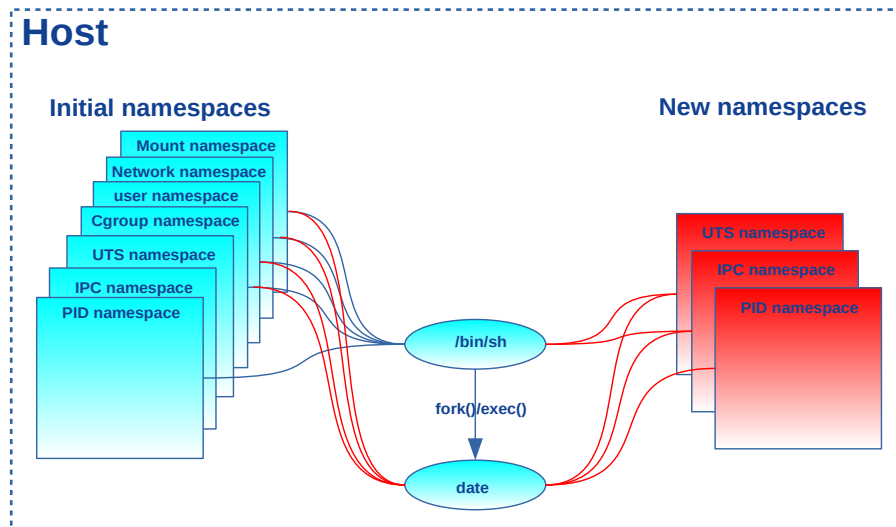 Host
Initial namespaces
New namespaces
Mount namespace
Network namespace
user namespace
Cgroup namespace
UTS namespace
IPC namespace
PID namespace
UTS namespace
IPC namespace
PID namespace
/bin/sh
fork()/exec()
date